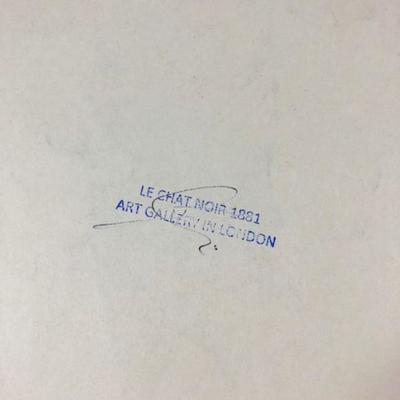 LE CHAT NOIR 1881
ART GALLERY IN LONDON